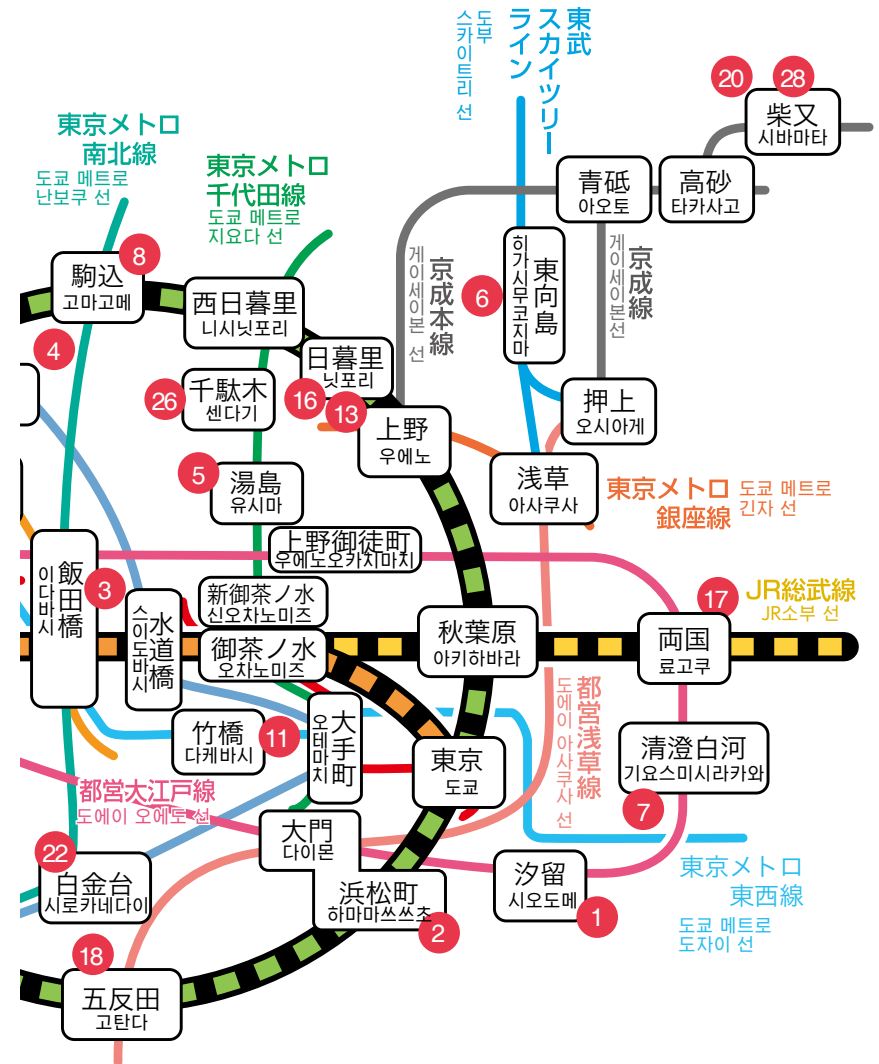 東武
スカイツリー
ライン
도부
스카이트리 선
20
28
柴又
시바마타
東京メトロ
南北線
도쿄 메트로
난보쿠 선
東京メトロ
千代田線
도쿄 메트로
지요다 선
青砥
아오토
高砂
타카사고
8
駒込
고마고메
西日暮里
니시닛포리
京成本線
게이세이본 선
6
東向島
히가시무코지마
京成線
게이세이본선
4
日暮里
닛포리
16
13
26
千駄木
센다기
上野
우에노
押上
오시아게
5
湯島
유시마
浅草
아사쿠사
東京メトロ
銀座線
도쿄 메트로
긴자 선
上野御徒町
우에노오카치마치
飯田橋
이다바시
3
水道橋
스이도바시
新御茶ノ水
신오차노미즈
御茶ノ水
오차노미즈
秋葉原
아키하바라
17
両国
료고쿠
JR総武線
JR소부 선
都営浅草線
도에이 아사쿠사 선
竹橋
다케바시
11
大手町
오테마치
東京
도쿄
清澄白河
기요스미시라카와
7
都営大江戸線
도에이 오에도 선
大門
다이몬
22
白金台
시로카네다이
浜松町
하마마쓰쓰초
2
汐留
시오도메
1
東京メトロ
東西線
도쿄 메트로
도자이 선
18
五反田
고탄다